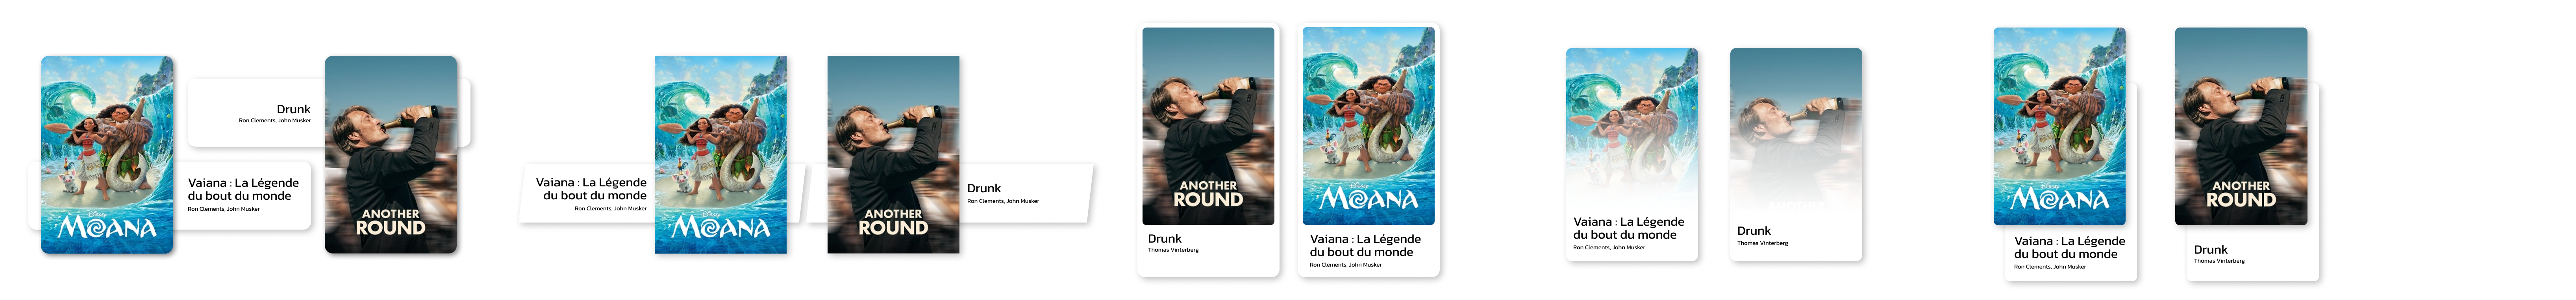 Drunk
Ron Clements, John Musker
Vaiana : La Légende
du bout du monde
Ron Clements, John Musker
Disney
MOANA
ANOTHER
ROUND
Vaiana : La Légende
du bout du monde
Ron Clements, John Musker
Disney
MOANA
ANOTHER
ROUND
Drunk
Ron Clements, John Musker
ANOTHER
ROUND
Drunk
Thomas Vinterberg
Disney
MOANA
Vaiana : La Légende
du bout du monde
Ron Clements, John Musker
Vaiana : La Légende
du bout du monde
Ron Clements, John Musker
ANOTHER
Drunk
Thomas Vinterberg
Disney
MOANA
Vaiana : La Légende
du bout du monde
Ron Clements, John Musker
ANOTHER
ROUND
Drunk
Thomas Vinterberg